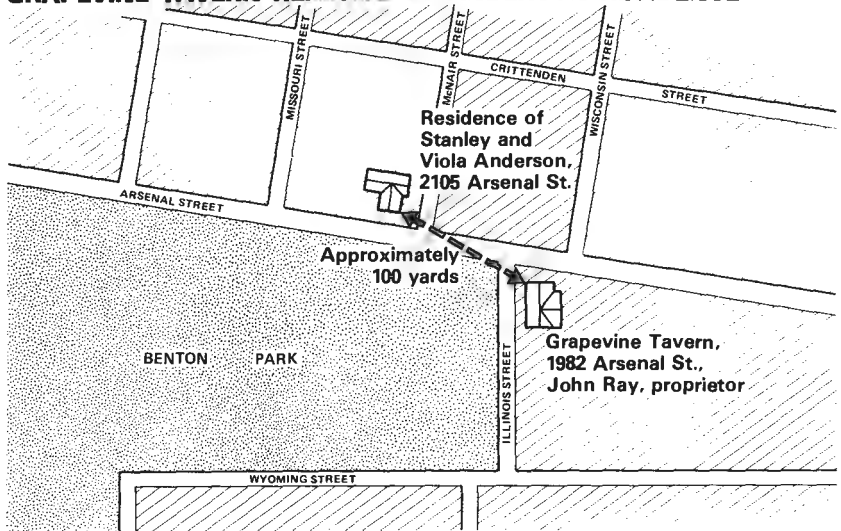 MISSOURI STREET
McNAIR STREET
WISCONSIN STREET
CRITTENDEN
STREET
Residence of
Stanley and
Viola Anderson,
2105 Arsenal St.
ARSENAL STREET
Approximately
100 yards
BENTON PARK
ILLINOIS STREET
Grapevine Tavern,
1982 Arsenal St.,
John Ray, proprietor
WYOMING STREET